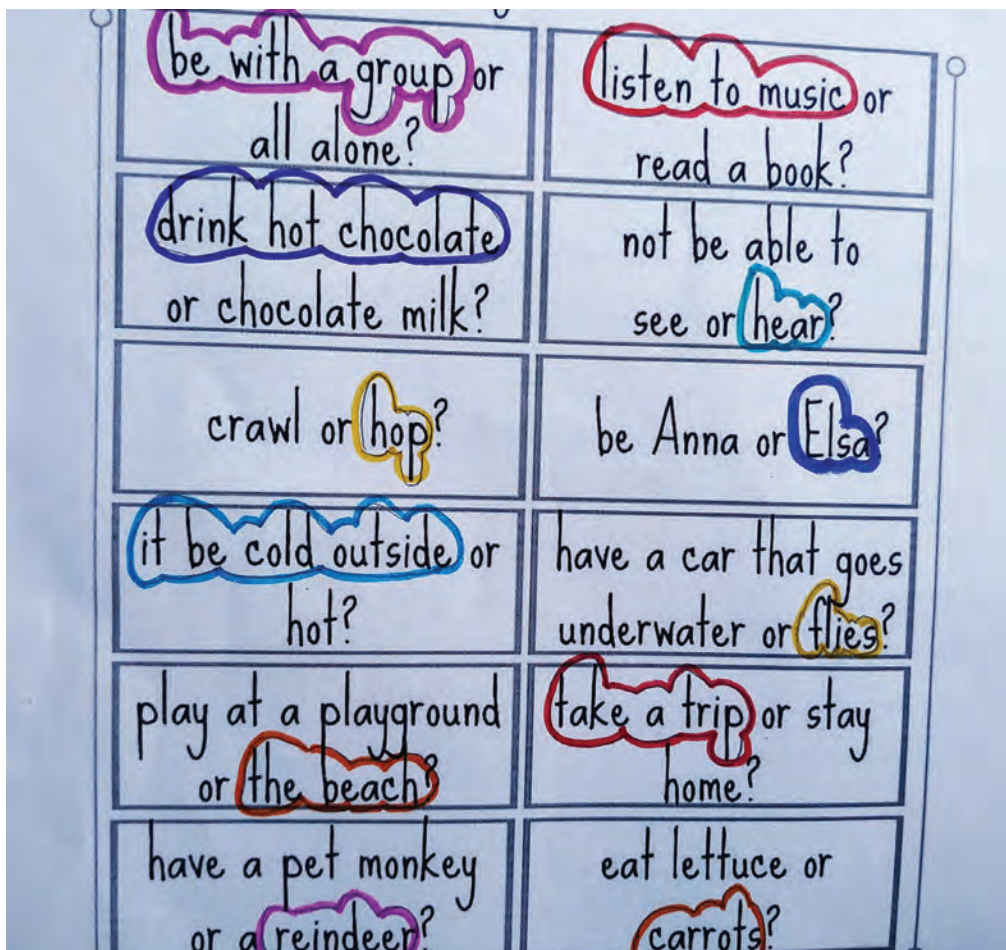 be with a group or
all alone?
listen to music or
read a book?
drink hot chocolate
or chocolate milk?
not be able to
see or hear?
crawl or hop?
be Anna or Elsa?
it be cold outside or
hot?
have a car that goes
underwater or flies?
play at a playground
or the beach?
take a trip or stay
home?
have a pet monkey
or a reindeer?
eat lettuce or
carrots?